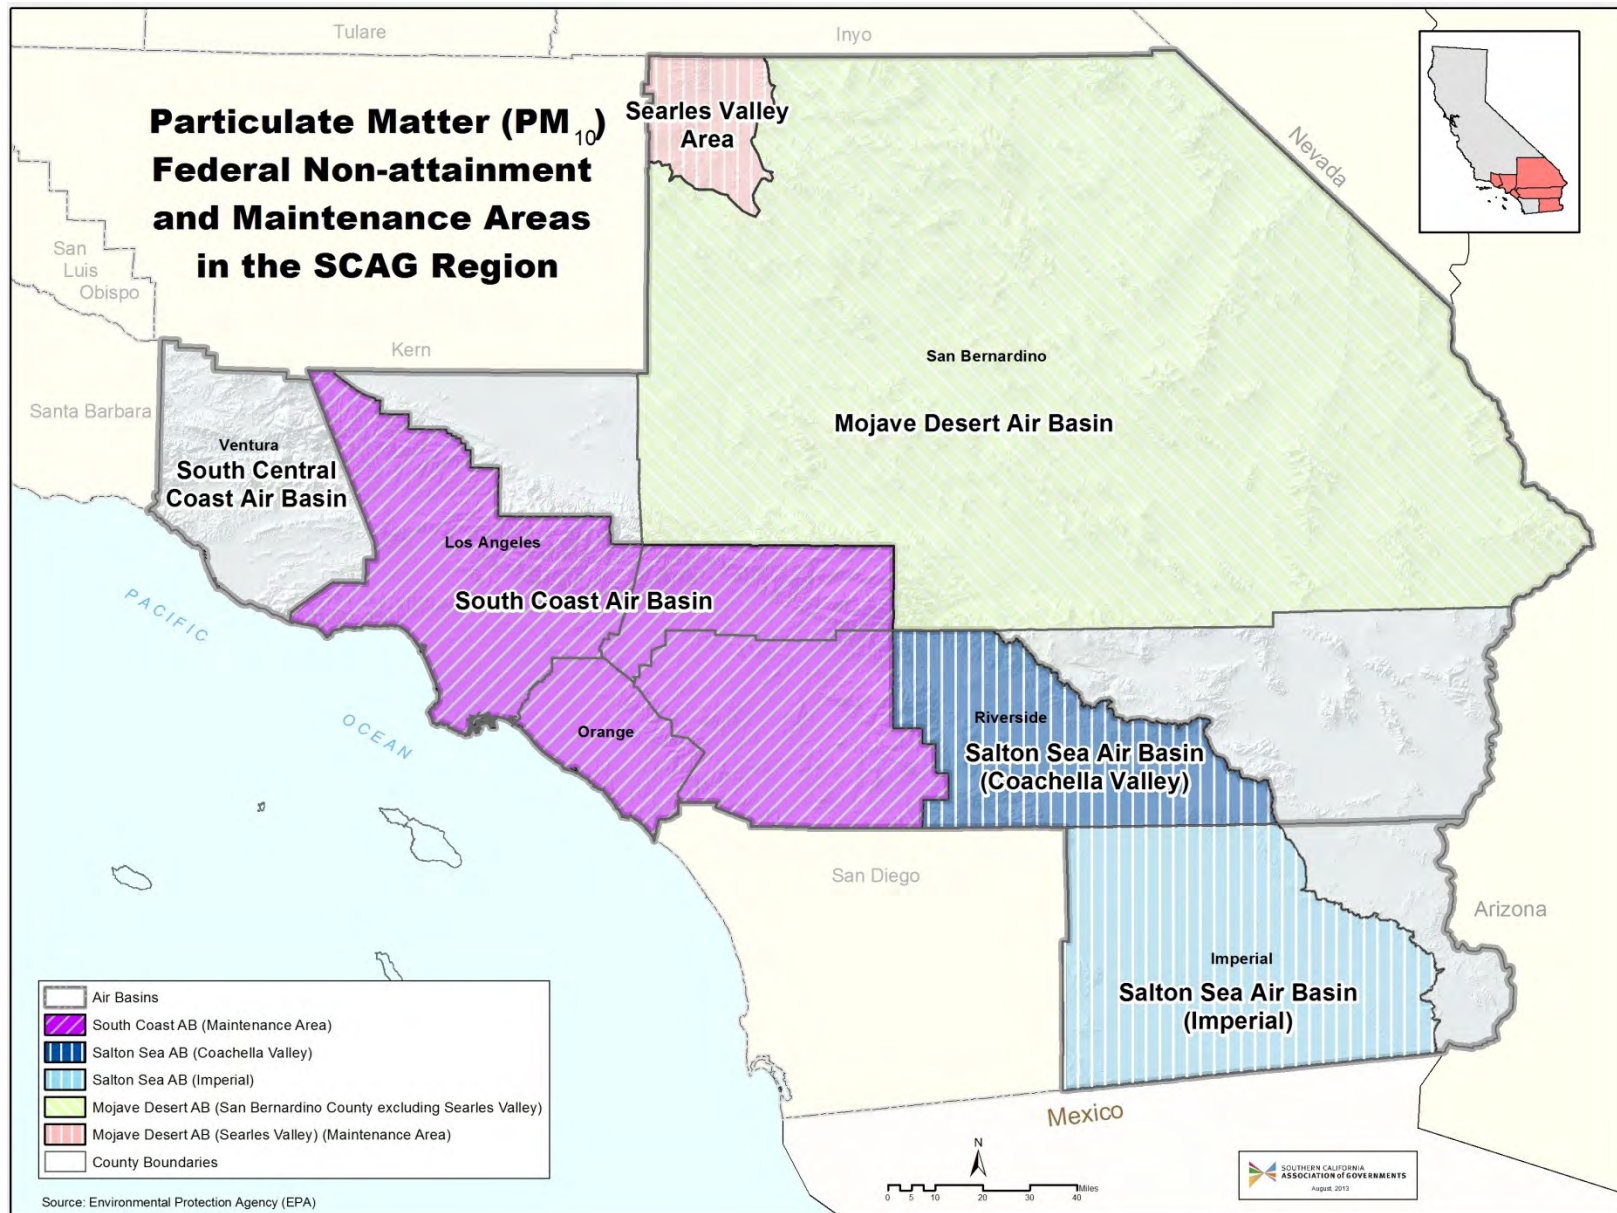 Tulare
Inyo
Particulate Matter (PM10)
Federal Non-attainment
and Maintenance Areas
in the SCAG Region
Searles Valley
Area
Nevada
San
Luis
Obispo
Kern
San Bernardino
Mojave Desert Air Basin
Santa Barbara
Ventura
South Central
Coast Air Basin
Los Angeles
South Coast Air Basin
PACIFIC
OCEAN
Orange
Riverside
Salton Sea Air Basin
(Coachella Valley)
San Diego
Arizona
Imperial
Salton Sea Air Basin
(Imperial)
Mexico
Air Basins
South Coast AB (Maintenance Area)
Salton Sea AB (Coachella Valley)
Salton Sea AB (Imperial)
Mojave Desert AB (San Bernardino County excluding Searles Valley)
Mojave Desert AB (Searles Valley) (Maintenance Area)
County Boundaries
Source: Environmental Protection Agency (EPA)
N
Miles
0 5 10 20 30 40
SOUTHERN CALIFORNIA
ASSOCIATION of GOVERNMENTS
August, 2013